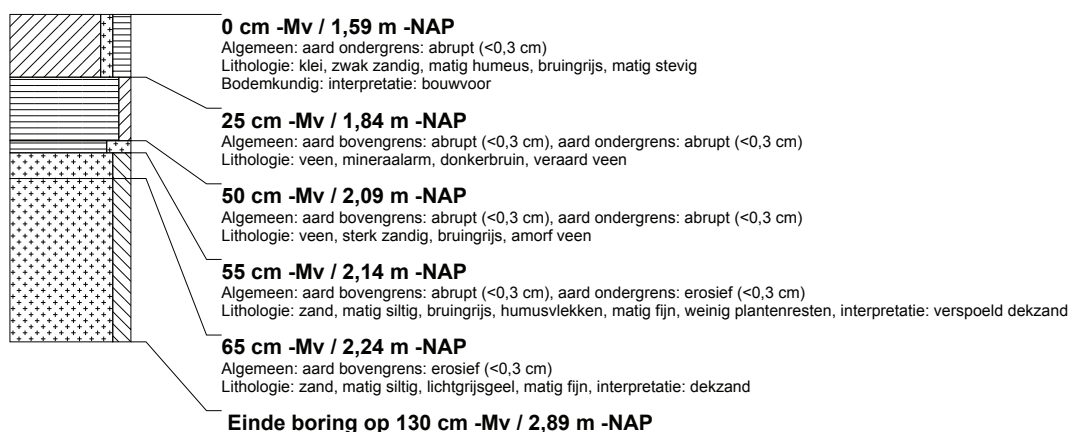 0 cm -Mv / 1,59 m -NAP
Algemeen: aard ondergrens: abrupt (<0,3 cm)
Lithologie: klei, zwak zandig, matig humeus, bruingrijs, matig stevig
Bodemkundig: interpretatie: bouwvoor
25 cm -Mv / 1,84 m -NAP
Algemeen: aard bovengrens: abrupt (<0,3 cm), aard ondergrens: abrupt (<0,3 cm)
Lithologie: veen, mineraalarm, donkerbruin, veraard veen
50 cm -Mv / 2,09 m -NAP
Algemeen: aard bovengrens: abrupt (<0,3 cm), aard ondergrens: abrupt (<0,3 cm)
Lithologie: veen, sterk zandig, bruingrijs, amorf veen
55 cm -Mv / 2,14 m -NAP
Algemeen: aard bovengrens: abrupt (<0,3 cm), aard ondergrens: erosief (<0,3 cm)
Lithologie: zand, matig siltig, bruingrijs, humusvlekken, matig fijn, weinig plantenresten, interpretatie: verspoeld dekzand
65 cm -Mv / 2,24 m -NAP
Algemeen: aard bovengrens: erosief (<0,3 cm)
Lithologie: zand, matig siltig, lichtgrijsgeel, matig fijn, interpretatie: dekzand
Einde boring op 130 cm -Mv / 2,89 m -NAP